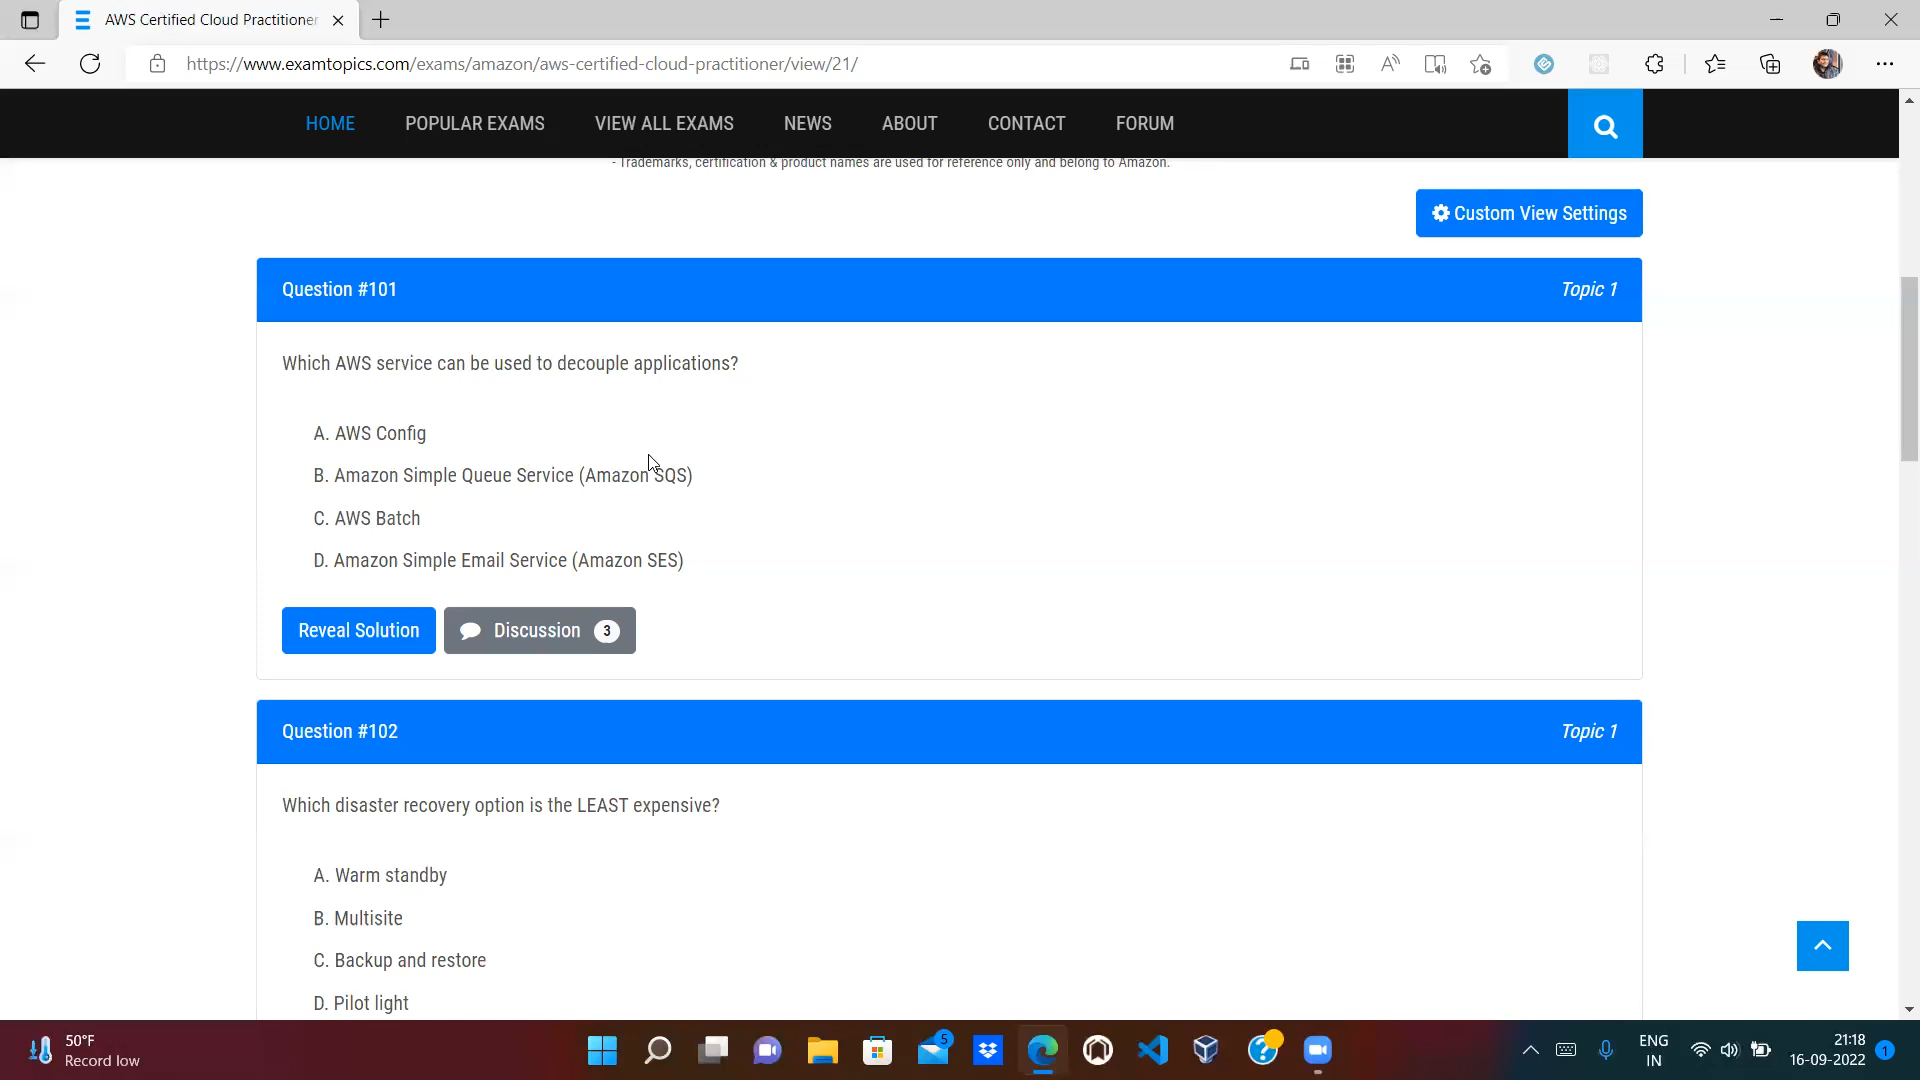 AWS Certified Cloud Practitioner
https://www.examtopics.com/exams/amazon/aws-certified-cloud-practitioner/view/21/
HOME POPULAR EXAMS VIEW ALL EXAMS NEWS ABOUT CONTACT FORUM
- Trademarks, certification & product names are used for reference only and belong to Amazon.
Custom View Settings
Question #101 Topic 1
Which AWS service can be used to decouple applications?
A. AWS Config
B. Amazon Simple Queue Service (Amazon SQS)
C. AWS Batch
D. Amazon Simple Email Service (Amazon SES)
Reveal Solution Discussion 3
Question #102 Topic 1
Which disaster recovery option is the LEAST expensive?
A. Warm standby
B. Multisite
C. Backup and restore
D. Pilot light
50°F
Record low
5
ENG
IN
21:18
16-09-2022
1